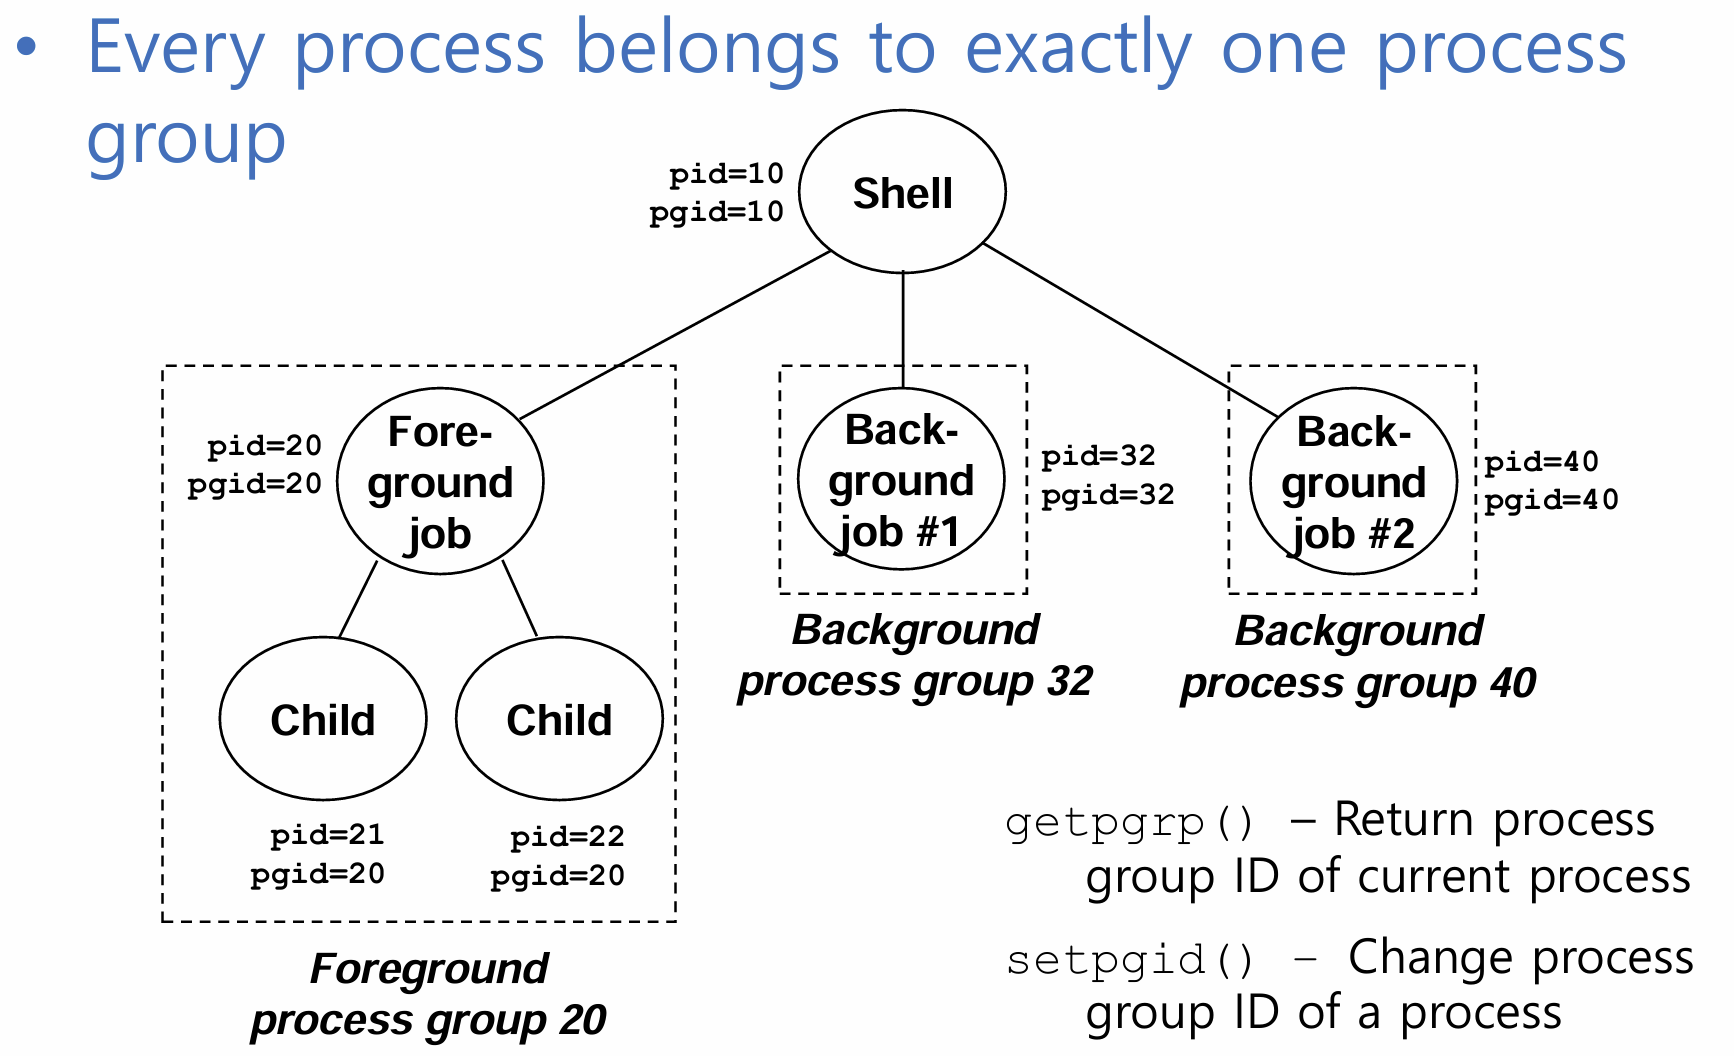 • Every process belongs to exactly one process
group
pid=10
pgid=10
Shell
pid=20
pgid=20
Fore-
ground
job
Back-
ground
job #1
pid=32
pgid=32
Back-
ground
job #2
pid=40
pgid=40
Background
process group 32
Background
process group 40
Child
Child
pid=21
pgid=20
pid=22
pgid=20
Foreground
process group 20
getpgrp() – Return process
group ID of current process
setpgid() – Change process
group ID of a process